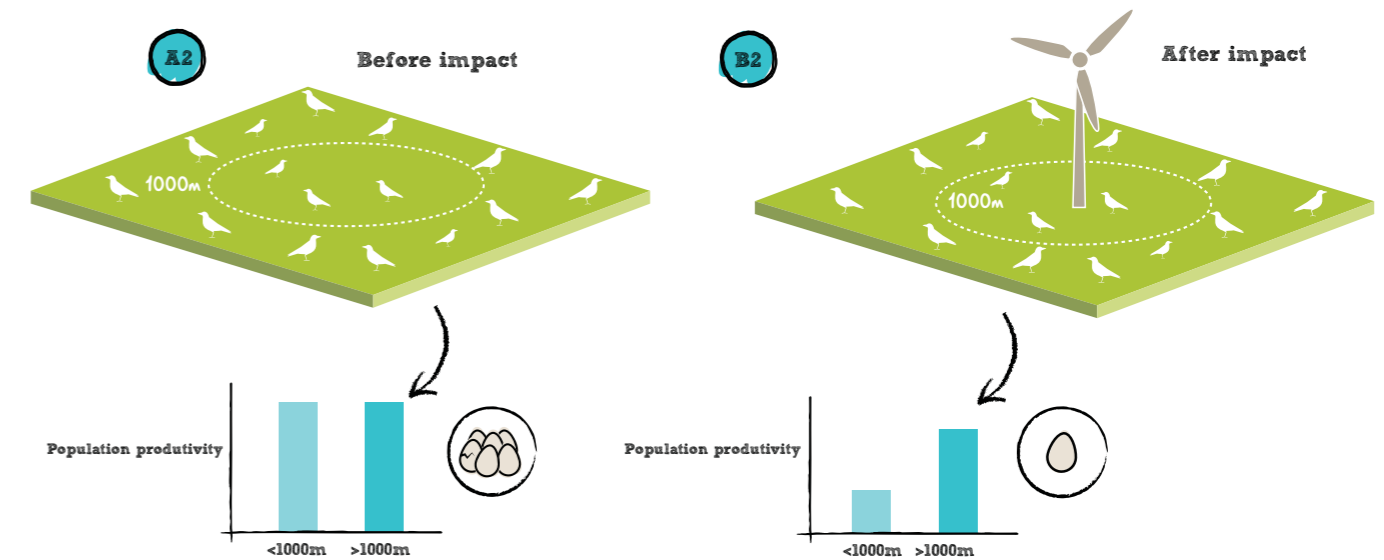 A2
Before impact
1000m
Population produtivity
<1000m >1000m
B2
After impact
1000m
Population produtivity
<1000m >1000m